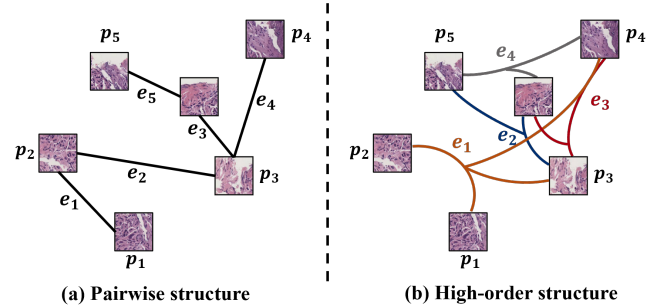 p5
p4
e5
e3
e4
p2
e2
p3
e1
p1
(a) Pairwise structure
p5
p4
e4
e3
e2
p2
e1
p3
p1
(b) High-order structure